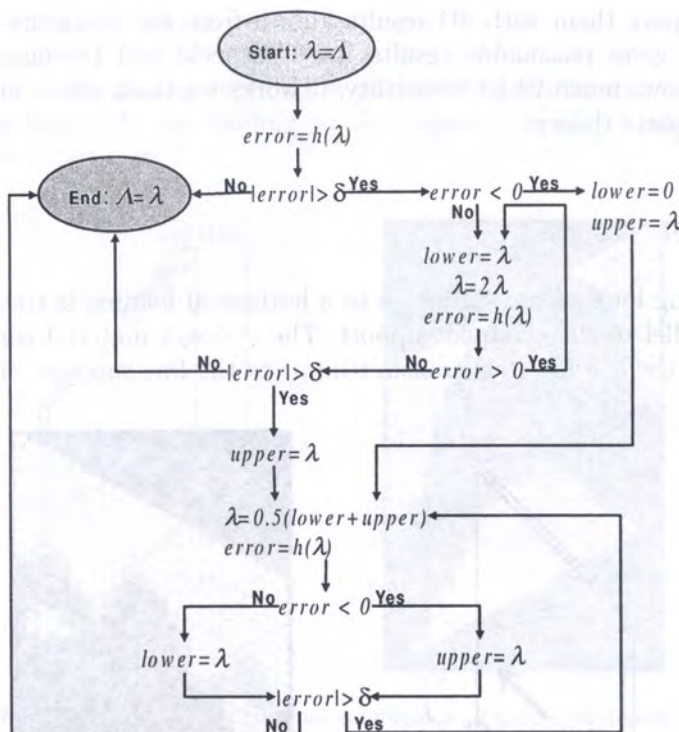 Start: λ=Λ
error=h(λ)
End: Λ=λ
No |error|>δ Yes error < 0 Yes lower=0
No upper=λ
lower=λ
λ=2λ
error=h(λ)
No |error|>δ No error > 0 Yes
Yes
upper=λ
λ=0.5(lower+upper)
error=h(λ)
No error < 0 Yes
lower=λ upper=λ
|error|>δ
No Yes